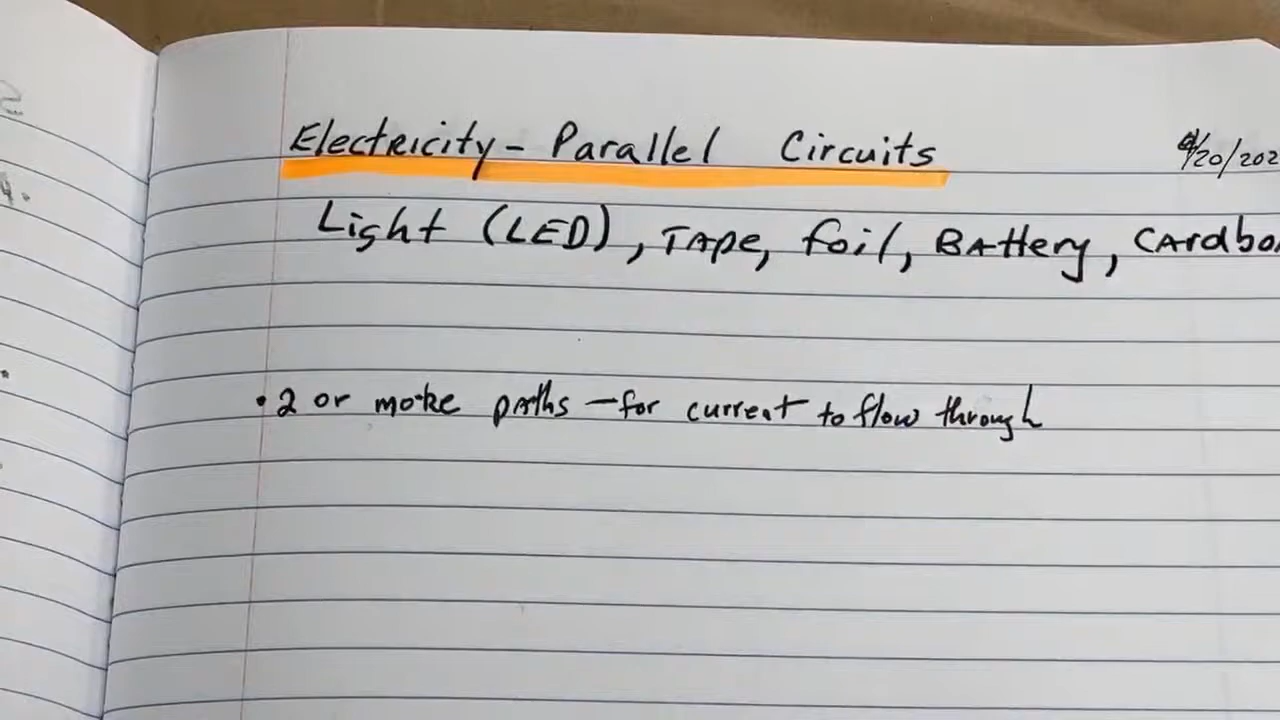 Electricity - Parallel Circuits
Light (LED), Tape, foil, Battery,
• 2 or more paths - for current to flow through